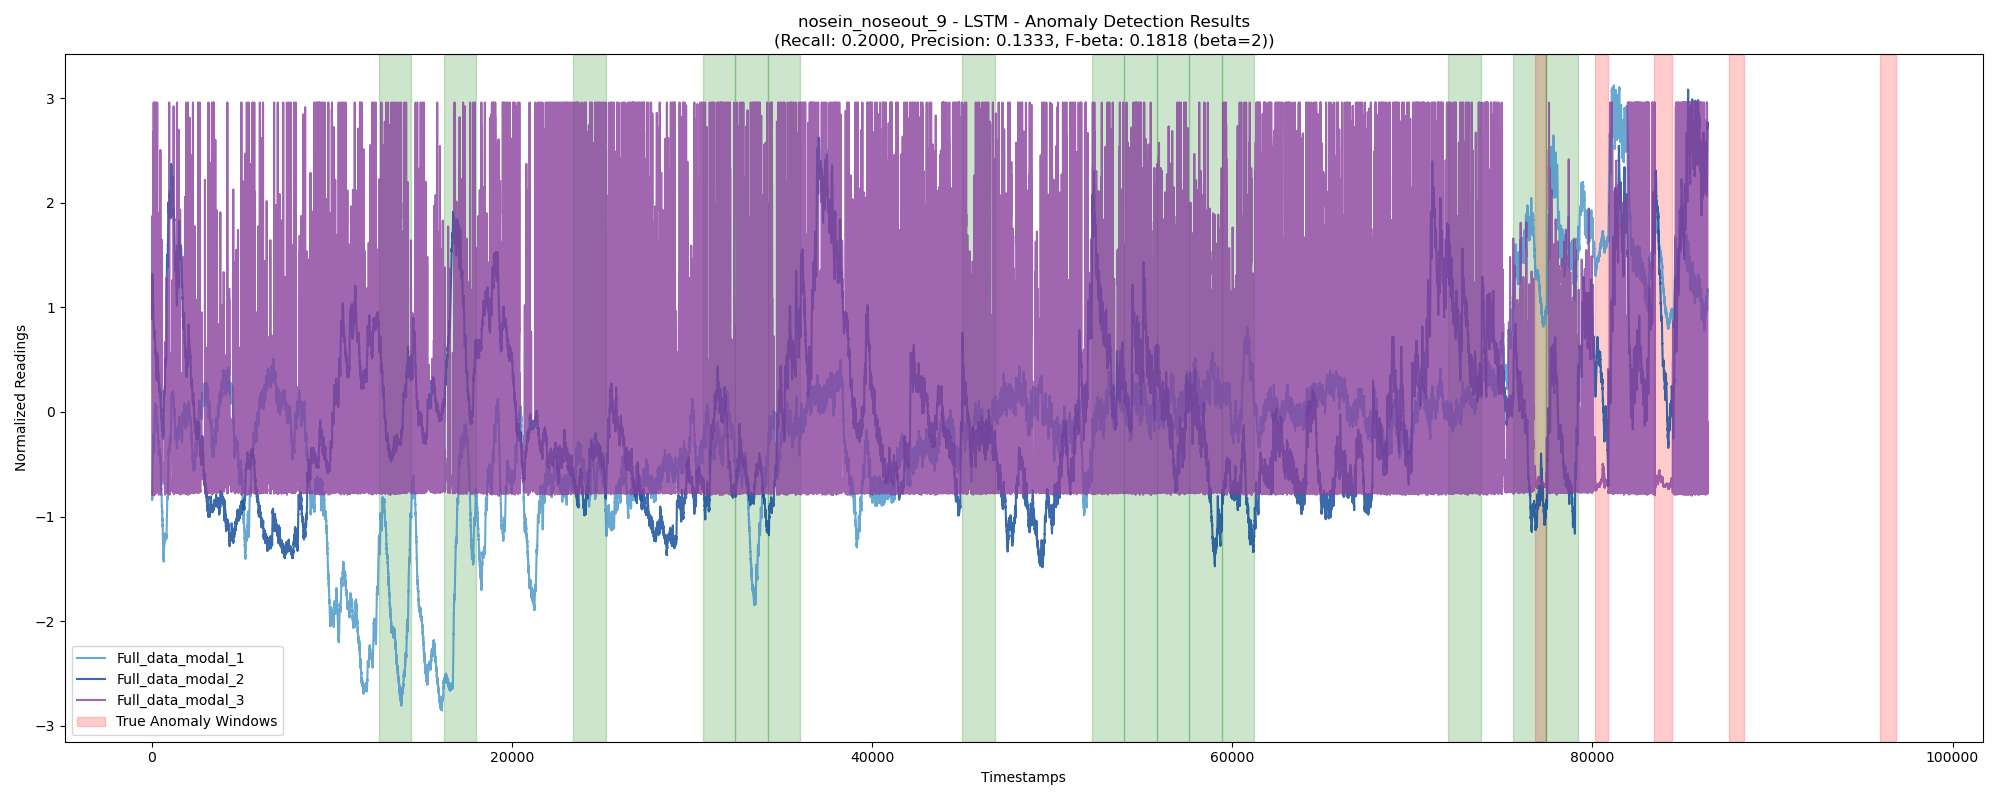 nosein_noseout_9 - LSTM - Anomaly Detection Results
(Recall: 0.2000, Precision: 0.1333, F-beta: 0.1818 (beta=2))
Normalized Readings
3
2
1
0
−1
−2
−3
Full_data_modal_1
Full_data_modal_2
Full_data_modal_3
True Anomaly Windows
0
20000
40000
60000
80000
100000
Timestamps